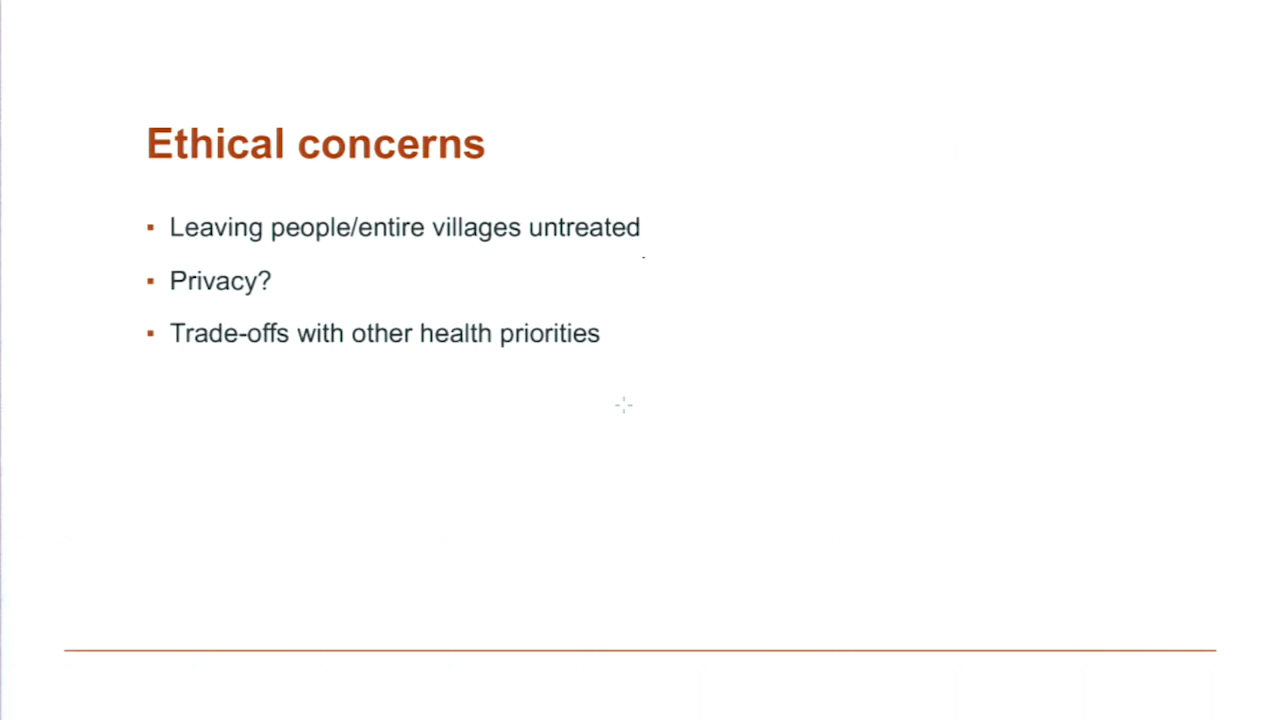 Ethical concerns
▪ Leaving people/entire villages untreated
▪ Privacy?
▪ Trade-offs with other health priorities